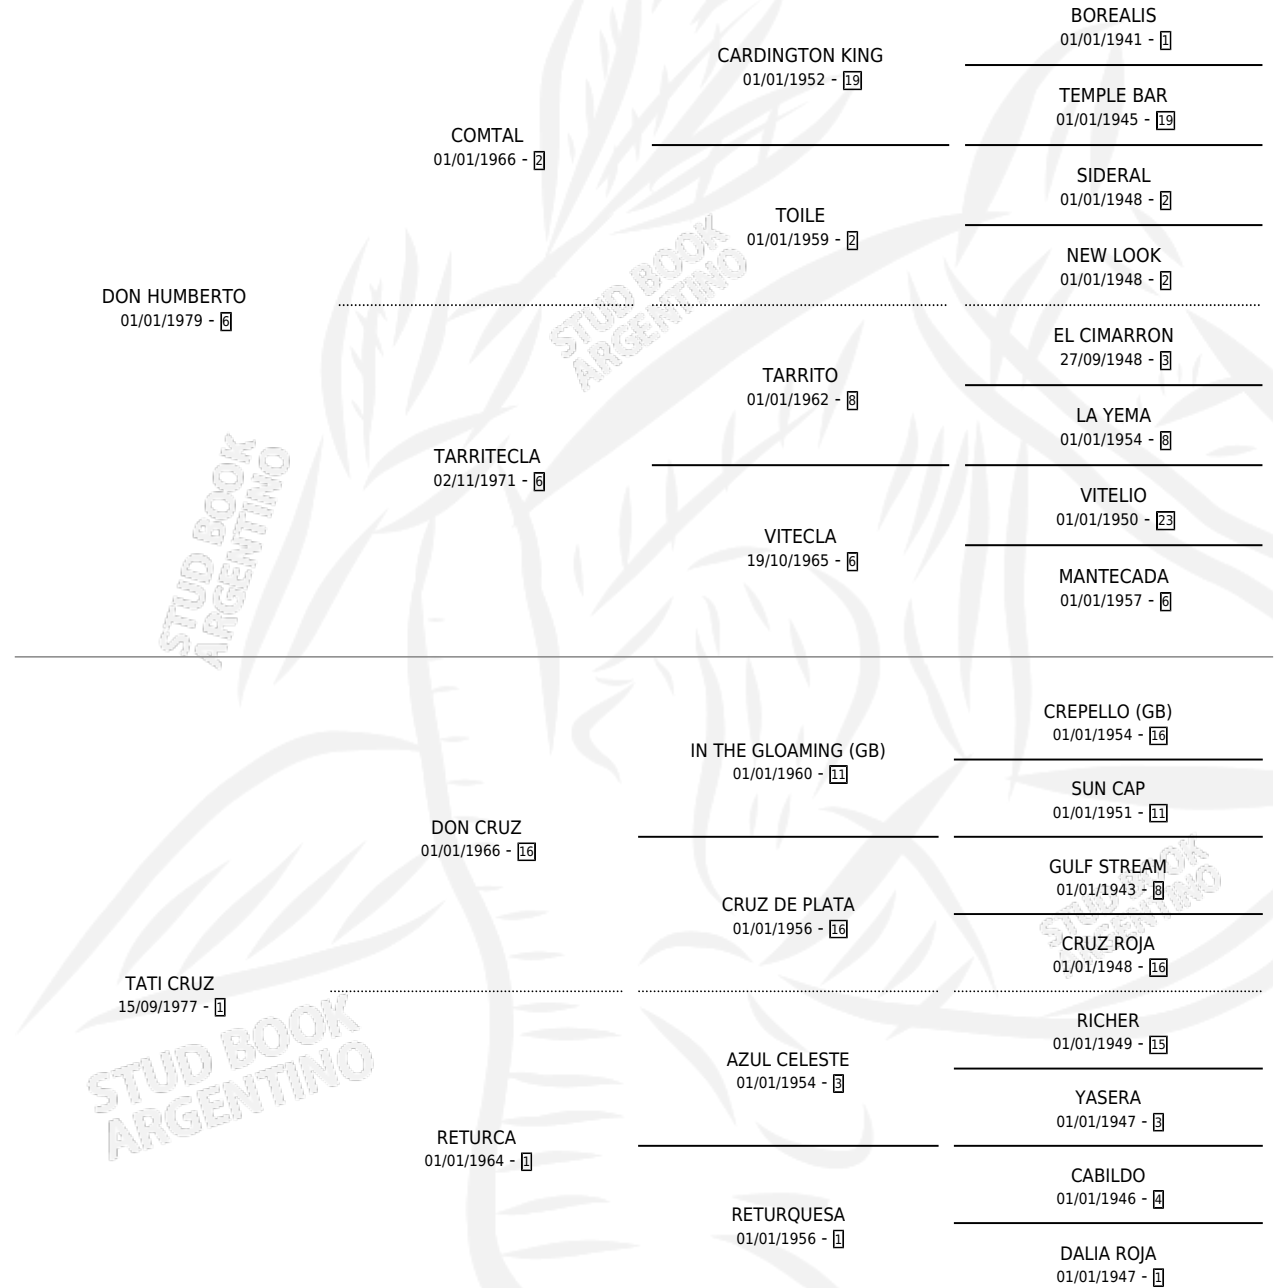 BOREALIS
01/01/1941 - 1
CARDINGTON KING
01/01/1952 - 19
TEMPLE BAR
01/01/1945 - 19
COMTAL
01/01/1966 - 2
SIDERAL
01/01/1948 - 2
TOILE
01/01/1959 - 2
NEW LOOK
01/01/1948 - 2
DON HUMBERTO
01/01/1979 - 6
EL CIMARRON
27/09/1948 - 3
TARRITO
01/01/1962 - 8
LA YEMA
01/01/1954 - 8
TARRITECLA
02/11/1971 - 6
VITELIO
01/01/1950 - 23
VITECLA
19/10/1965 - 6
MANTECADA
01/01/1957 - 6
CREPELLO (GB)
01/01/1954 - 16
IN THE GLOAMING (GB)
01/01/1960 - 11
SUN CAP
01/01/1951 - 11
DON CRUZ
01/01/1966 - 16
GULF STREAM
01/01/1943 - 8
CRUZ DE PLATA
01/01/1956 - 16
CRUZ ROJA
01/01/1948 - 16
TATI CRUZ
15/09/1977 - 1
RICHER
01/01/1949 - 15
AZUL CELESTE
01/01/1954 - 3
YASERA
01/01/1947 - 3
RETURCA
01/01/1964 - 1
CABILDO
01/01/1946 - 4
RETURQUESA
01/01/1956 - 1
DALIA ROJA
01/01/1947 - 1
STUD BOOK
ARGENTINO
STUD BOOK
ARGENTINO
STUD BOOK
ARGENTINO
STUD BOOK
ARGENTINO